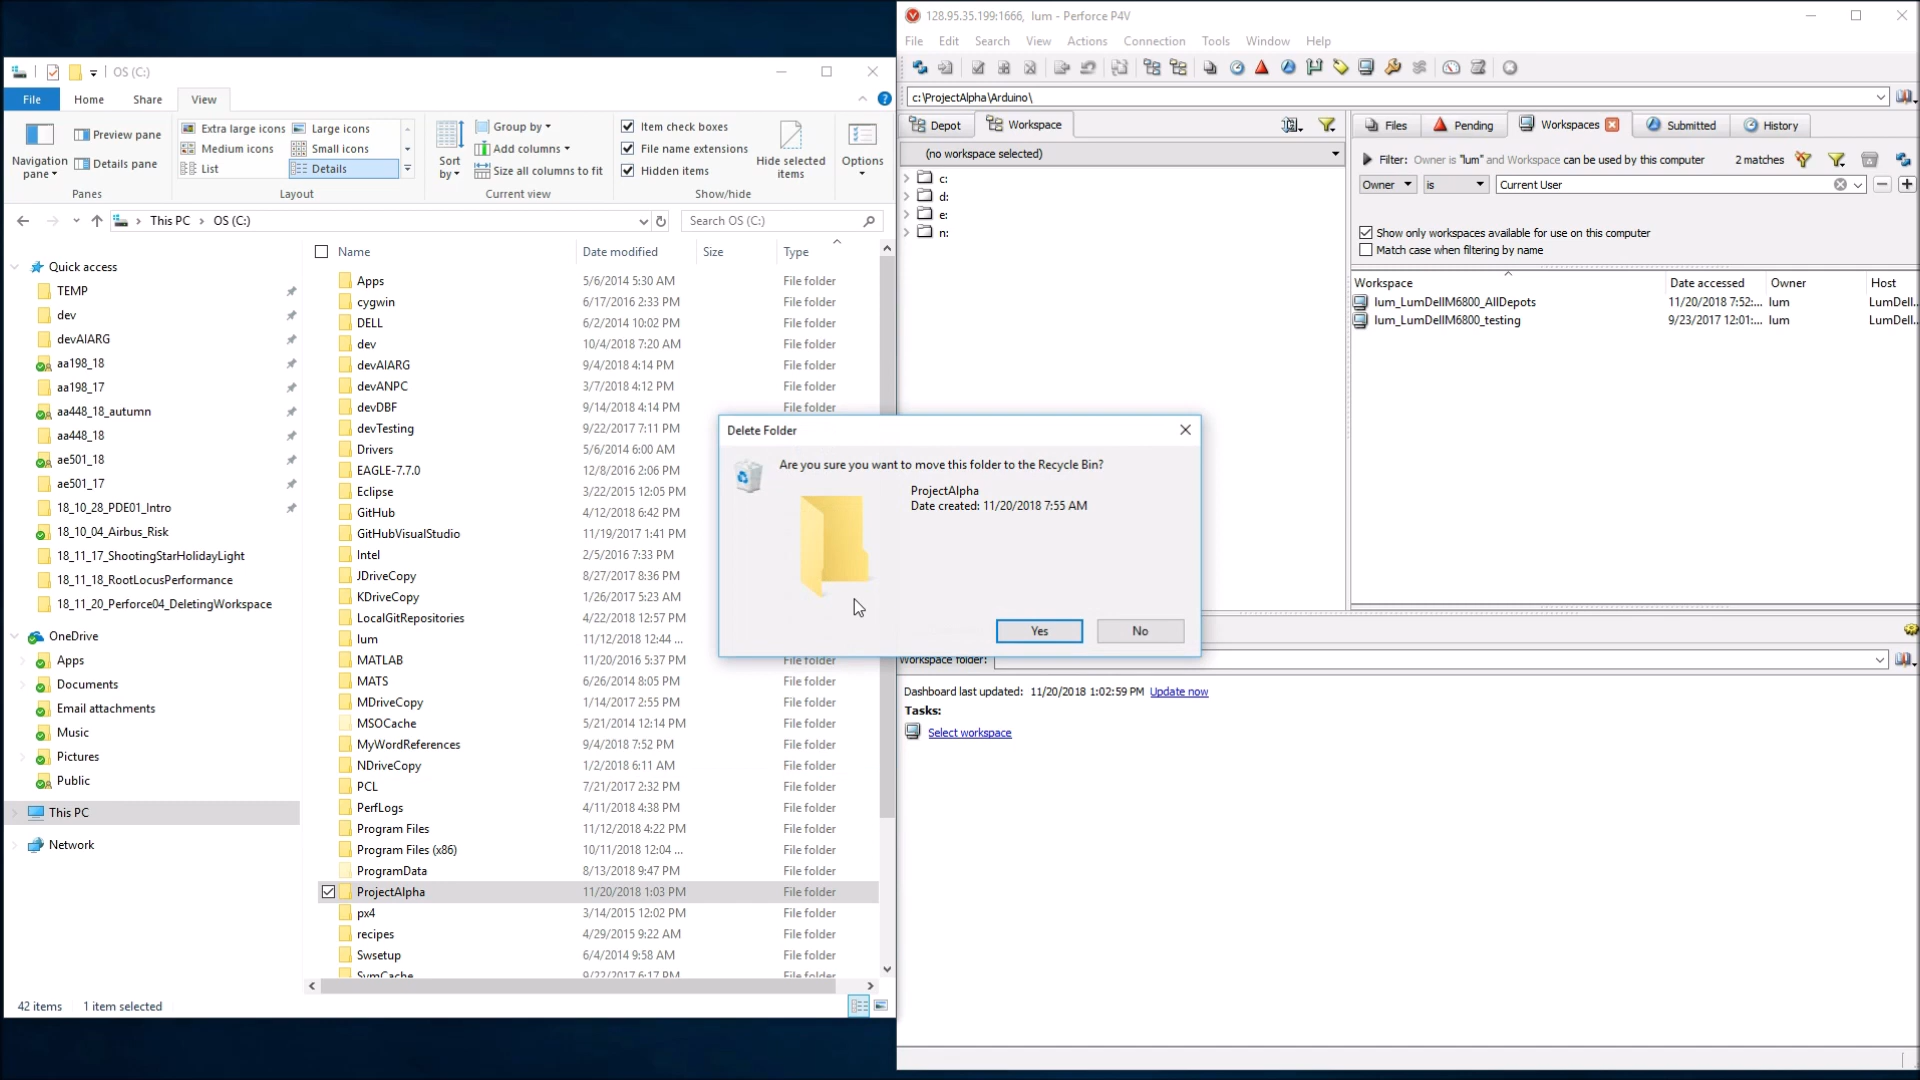 OS (C:)
File Home Share View
Navigation pane
Preview pane
Details pane
Panes
Extra large icons Large icons
Medium icons Small icons
List Details
Layout
Sort by
Group by
Add columns
Size all columns to fit
Current view
Item check boxes
File name extensions
Hidden items
Hide selected items
Show/hide
Options
This PC OS (C:)
Search OS (C:)
Quick access
TEMP
dev
devAIARG
aa198_18
aa198_17
aa448_18_autumn
aa448_18
ae501_18
ae501_17
18_10_28_PDE01_Intro
18_10_04_Airbus_Risk
18_11_17_ShootingStarHolidayLight
18_11_18_RootLocusPerformance
18_11_20_Perforce04_DeletingWorkspace
OneDrive
Apps
Documents
Email attachments
Music
Pictures
Public
This PC
Network
Name Date modified Size Type
Apps 5/6/2014 5:30 AM File folder
cygwin 6/17/2016 2:33 PM File folder
DELL 6/2/2014 10:02 PM File folder
dev 10/4/2018 7:20 AM File folder
devAIARG 9/4/2018 4:14 PM File folder
devANPC 3/7/2018 4:12 PM File folder
devDBF 9/14/2018 4:14 PM File folder
devTesting 9/22/2017 7:11 PM
Drivers 5/6/2014 6:00 AM
EAGLE-7.7.0 12/8/2016 2:06 PM
Eclipse 3/22/2015 12:05 PM
GitHub 4/12/2018 6:42 PM
GitHubVisualStudio 11/19/2017 1:41 PM
Intel 2/5/2016 7:33 PM
JDriveCopy 8/27/2017 8:36 PM
KDriveCopy 1/26/2017 5:23 AM
LocalGitRepositories 4/22/2018 12:57 PM
lum 11/12/2018 12:44 ...
MATLAB 11/20/2016 5:37 PM File folder
MATS 6/26/2014 8:05 PM File folder
MDriveCopy 1/14/2017 2:55 PM File folder
MSOCache 5/21/2014 12:14 PM File folder
MyWordReferences 9/4/2018 7:52 PM File folder
NDriveCopy 1/2/2018 6:11 AM File folder
PCL 7/21/2017 2:32 PM File folder
PerfLogs 4/11/2018 4:38 PM File folder
Program Files 11/12/2018 4:22 PM File folder
Program Files (x86) 10/11/2018 12:04 ... File folder
ProgramData 8/13/2018 9:47 PM File folder
ProjectAlpha 11/20/2018 1:03 PM File folder
px4 3/14/2015 12:02 PM File folder
recipes 4/29/2015 9:22 AM File folder
Swsetup 6/4/2014 9:58 AM File folder
SymCache 9/22/2017 6:17 PM File folder
42 items 1 item selected
Delete Folder
Are you sure you want to move this folder to the Recycle Bin?
ProjectAlpha
Date created: 11/20/2018 7:55 AM
Yes No
128.95.35.199:1666, lum - Perforce P4V
File Edit Search View Actions Connection Tools Window Help
c:\ProjectAlpha\Arduino\
Depot Workspace
(no workspace selected)
c:
d:
e:
n:
Files Pending Workspaces Submitted History
Filter: Owner is "lum" and Workspace can be used by this computer 2 matches
Owner is Current User
Show only workspaces available for use on this computer
Match case when filtering by name
Workspace Date accessed Owner Host
lum_LumDellM6800_AllDepots 11/20/2018 7:52:... lum LumDell...
lum_LumDellM6800_testing 9/23/2017 12:01:... lum LumDell...
Workspace folder:
Dashboard last updated: 11/20/2018 1:02:59 PM Update now
Tasks:
Select workspace